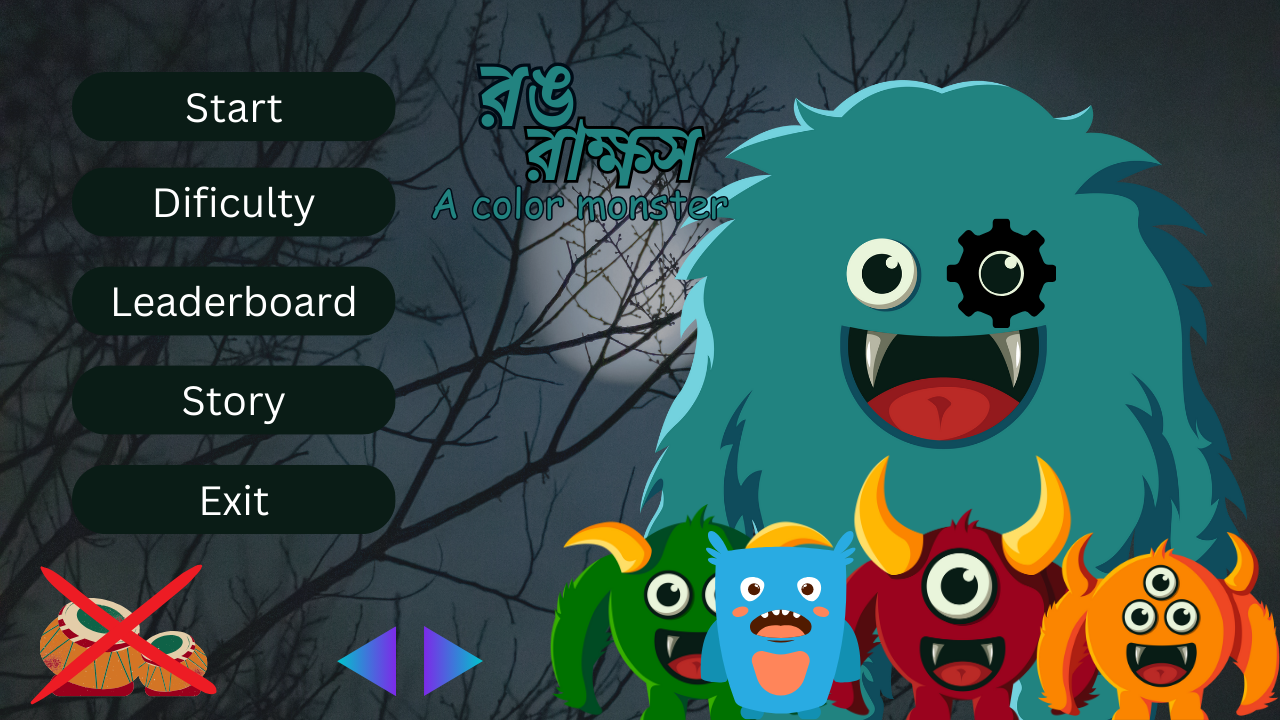 Start
Dificulty
Leaderboard
Story
Exit
রঙ
রাক্ষস
A color monster